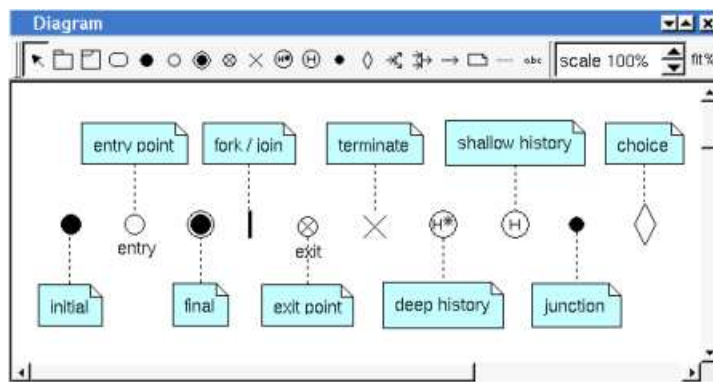 Diagram
H* H abc scale 100% fit%
entry point fork / join terminate shallow history choice
H* H
entry exit
initial final exit point deep history junction